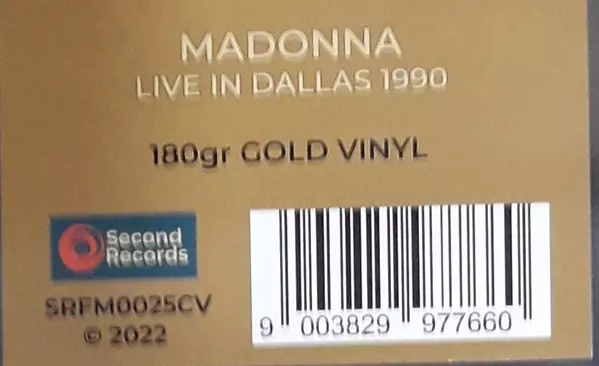 MADONNA
LIVE IN DALLAS 1990
180gr GOLD VINYL
Second
Records
SRFM0025CV
© 2022
9 003829 977660